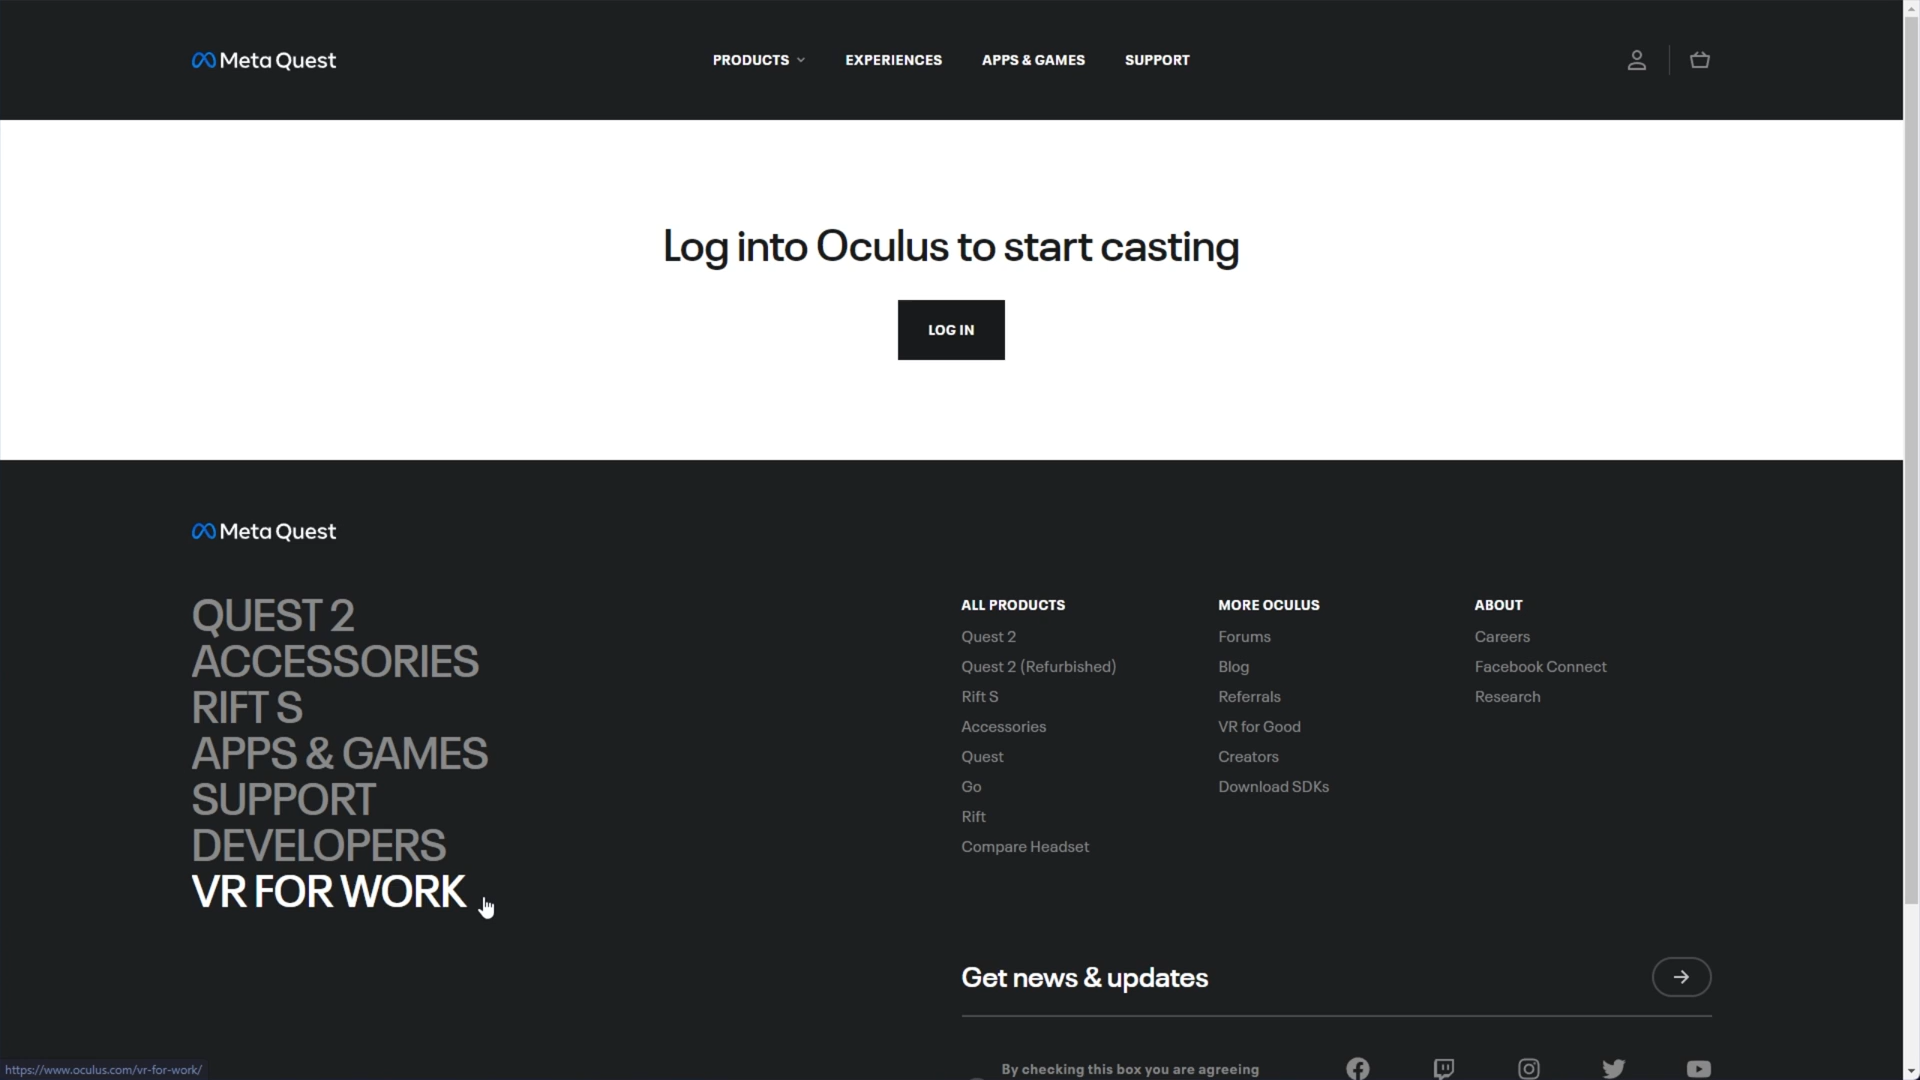 Meta Quest
PRODUCTS
EXPERIENCES
APPS & GAMES
SUPPORT
Log into Oculus to start casting
LOG IN
Meta Quest
QUEST 2
ACCESSORIES
RIFT S
APPS & GAMES
SUPPORT
DEVELOPERS
VR FOR WORK
ALL PRODUCTS
Quest 2
Quest 2 (Refurbished)
Rift S
Accessories
Quest
Go
Rift
Compare Headset
MORE OCULUS
Forums
Blog
Referrals
VR for Good
Creators
Download SDKs
ABOUT
Careers
Facebook Connect
Research
Get news & updates
By checking this box you are agreeing
https://www.oculus.com/vr-for-work/